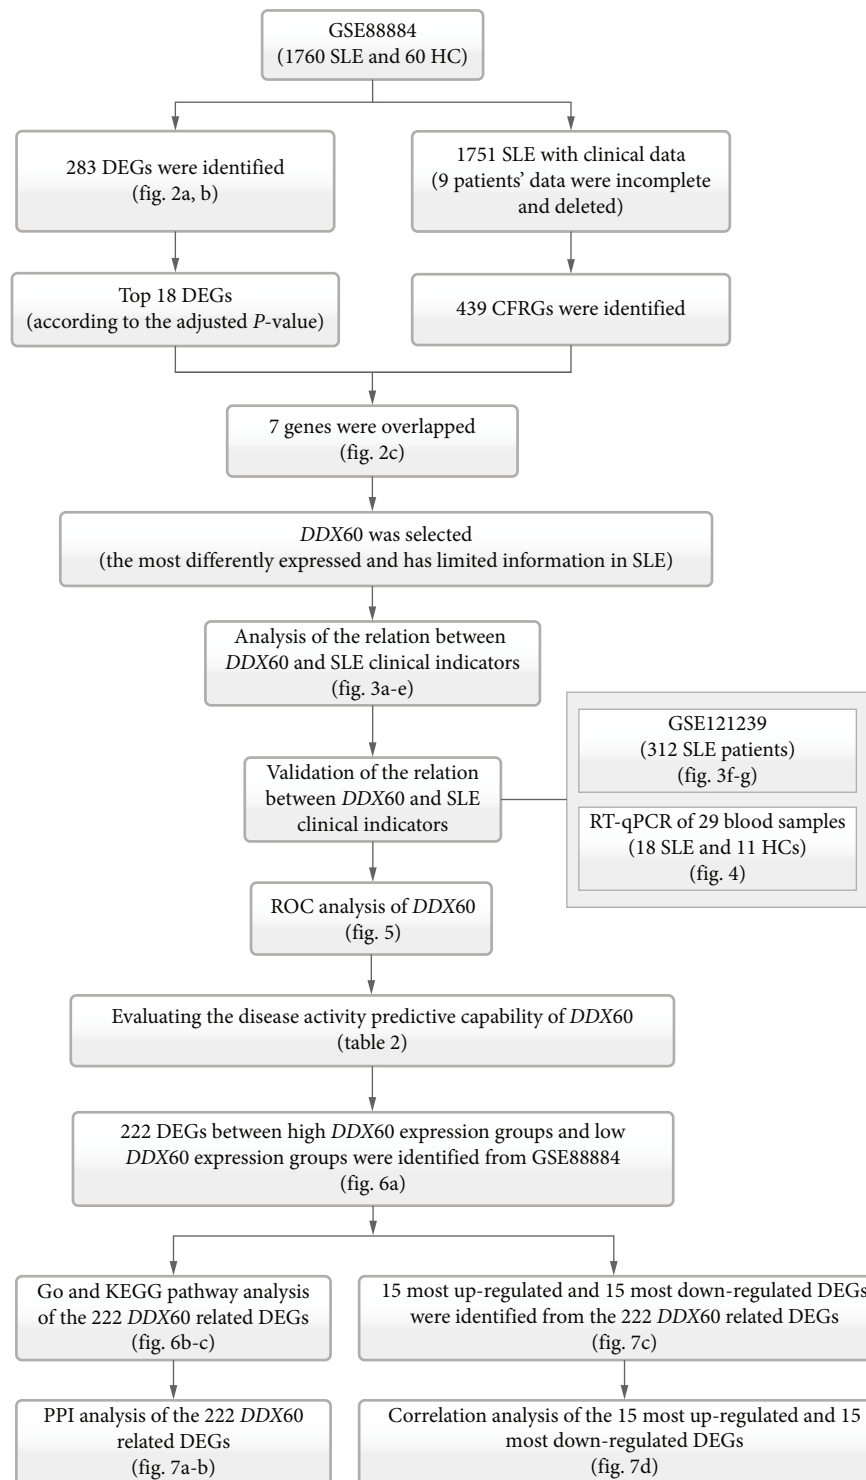 GSE88884
(1760 SLE and 60 HC)
283 DEGs were identified
(fig. 2a, b)
1751 SLE with clinical data
(9 patients’ data were incomplete
and deleted)
Top 18 DEGs
(according to the adjusted P-value)
439 CFRGs were identified
7 genes were overlapped
(fig. 2c)
DDX60 was selected
(the most differently expressed and has limited information in SLE)
Analysis of the relation between
DDX60 and SLE clinical indicators
(fig. 3a-e)
Validation of the relation
between DDX60 and SLE
clinical indicators
GSE121239
(312 SLE patients)
(fig. 3f-g)
RT-qPCR of 29 blood samples
(18 SLE and 11 HCs)
(fig. 4)
ROC analysis of DDX60
(fig. 5)
Evaluating the disease activity predictive capability of DDX60
(table 2)
222 DEGs between high DDX60 expression groups and low
DDX60 expression groups were identified from GSE88884
(fig. 6a)
Go and KEGG pathway analysis
of the 222 DDX60 related DEGs
(fig. 6b-c)
15 most up-regulated and 15 most down-regulated DEGs
were identified from the 222 DDX60 related DEGs
(fig. 7c)
PPI analysis of the 222 DDX60
related DEGs
(fig. 7a-b)
Correlation analysis of the 15 most up-regulated and 15
most down-regulated DEGs
(fig. 7d)